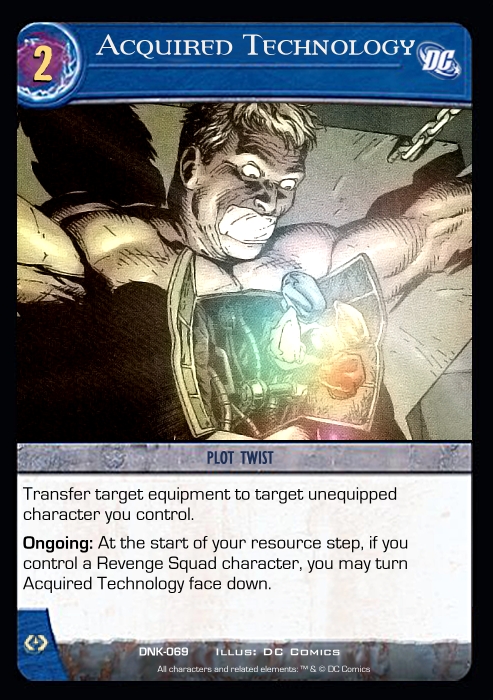 2
Acquired Technology
DC
PLOT TWIST
Transfer target equipment to target unequipped
character you control.
Ongoing: At the start of your resource step, if you
control a Revenge Squad character, you may turn
Acquired Technology face down.
DNK-069 Illus: DC Comics
All characters and related elements: ™ & © DC Comics